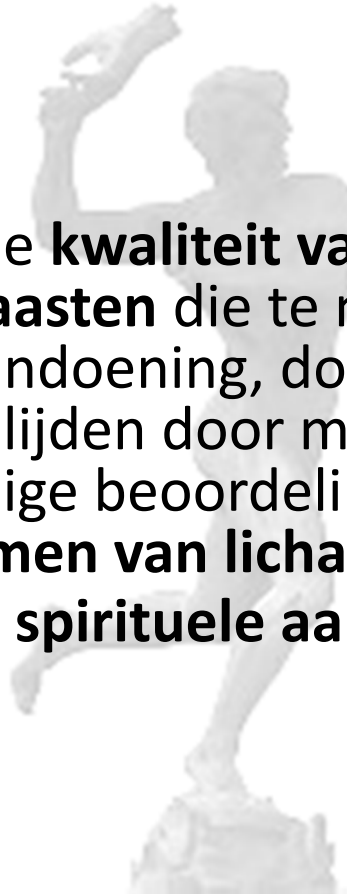 e kwaliteit va
aasten die te
ndoening, do
lijden door m
ige beoordeli
men van licha
spirituele aa